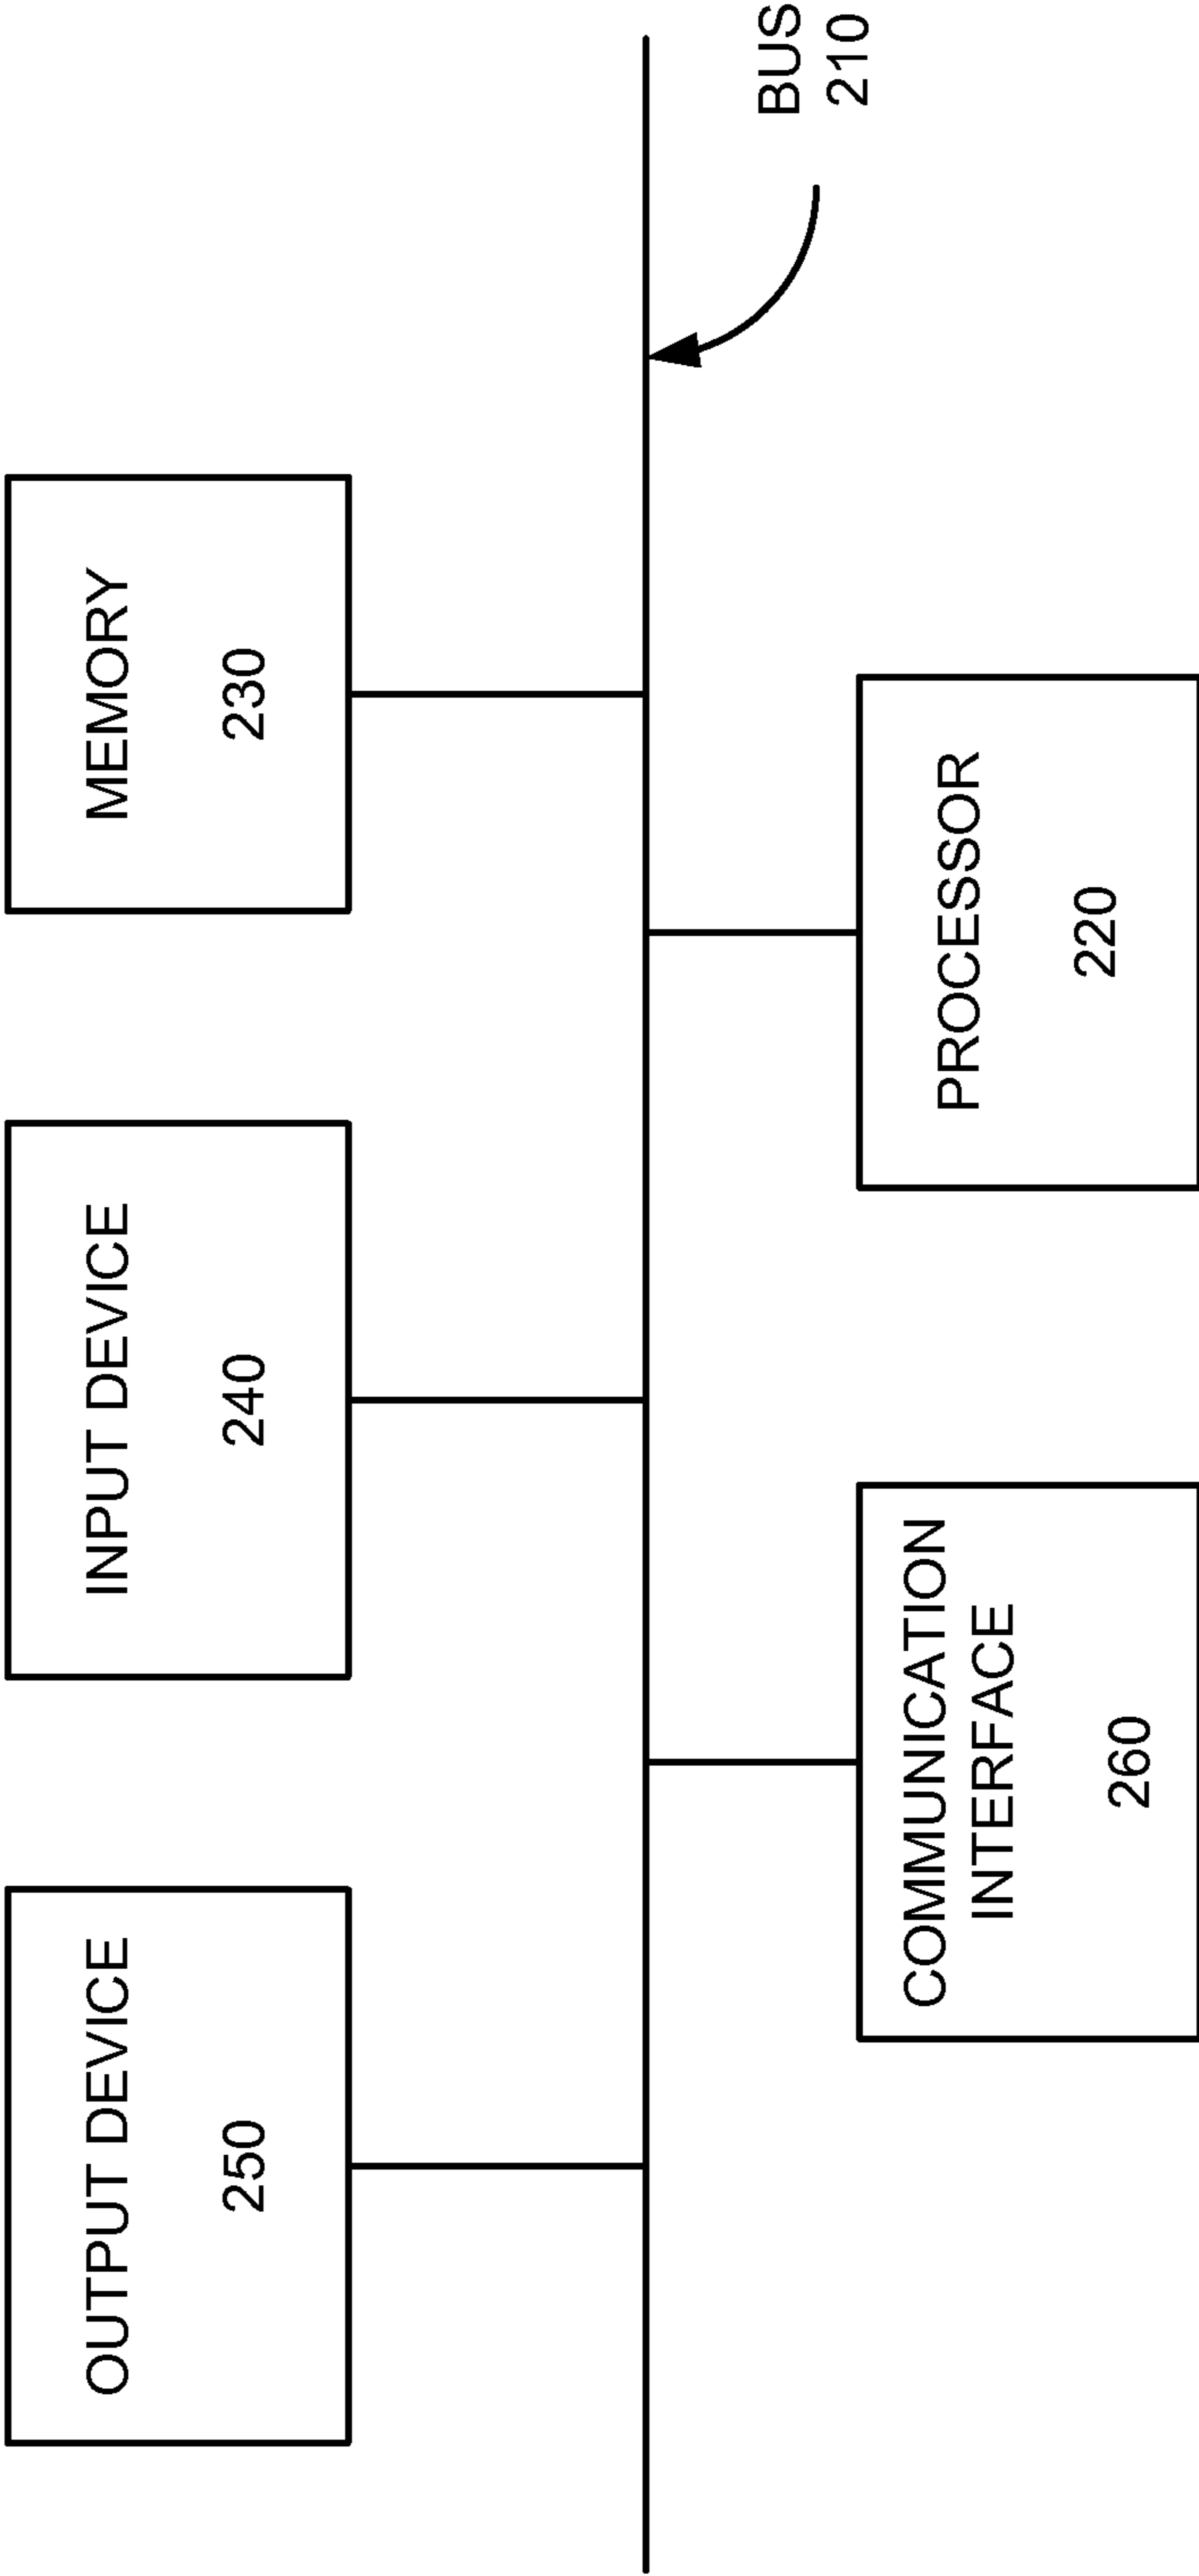 OUTPUT DEVICE
250
INPUT DEVICE
240
MEMORY
230
BUS
210
COMMUNICATION
INTERFACE
260
PROCESSOR
220